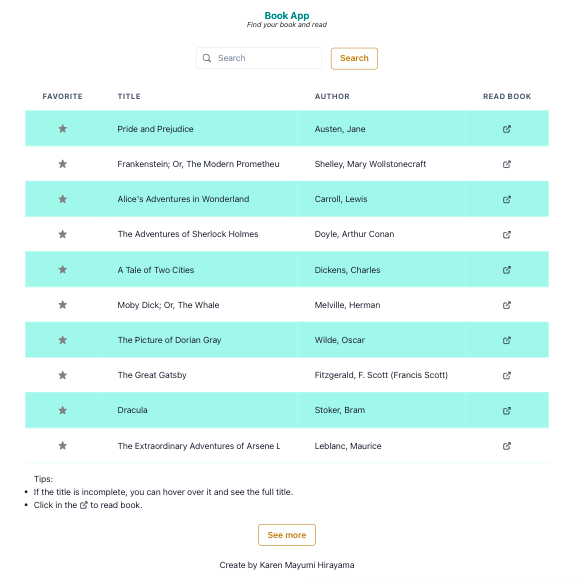 Book App
Find your book and read
Search Search
FAVORITE TITLE AUTHOR READ BOOK
Pride and Prejudice Austen, Jane
Frankenstein; Or, The Modern Prometheu Shelley, Mary Wollstonecraft
Alice's Adventures in Wonderland Carroll, Lewis
The Adventures of Sherlock Holmes Doyle, Arthur Conan
A Tale of Two Cities Dickens, Charles
Moby Dick; Or, The Whale Melville, Herman
The Picture of Dorian Gray Wilde, Oscar
The Great Gatsby Fitzgerald, F. Scott (Francis Scott)
Dracula Stoker, Bram
The Extraordinary Adventures of Arsene L Leblanc, Maurice
Tips:
• If the title is incomplete, you can hover over it and see the full title.
• Click in the to read book.
See more
Create by Karen Mayumi Hirayama